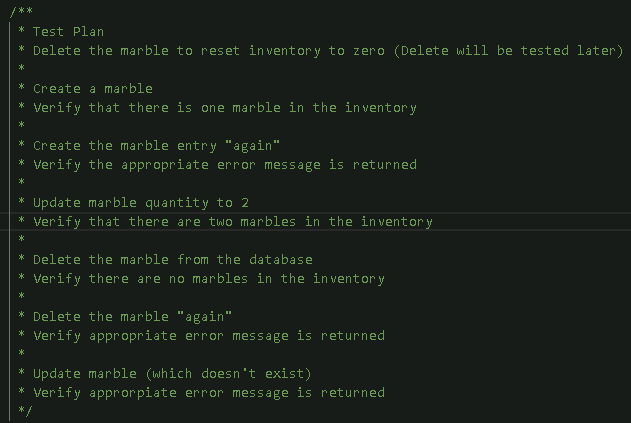 /**
* Test Plan
* Delete the marble to reset inventory to zero (Delete will be tested later)
*
* Create a marble
* Verify that there is one marble in the inventory
*
* Create the marble entry "again"
* Verify the appropriate error message is returned
*
* Update marble quantity to 2
* Verify that there are two marbles in the inventory
*
* Delete the marble from the database
* Verify there are no marbles in the inventory
*
* Delete the marble "again"
* Verify appropriate error message is returned
*
* Update marble (which doesn't exist)
* Verify approrpiate error message is returned
*/